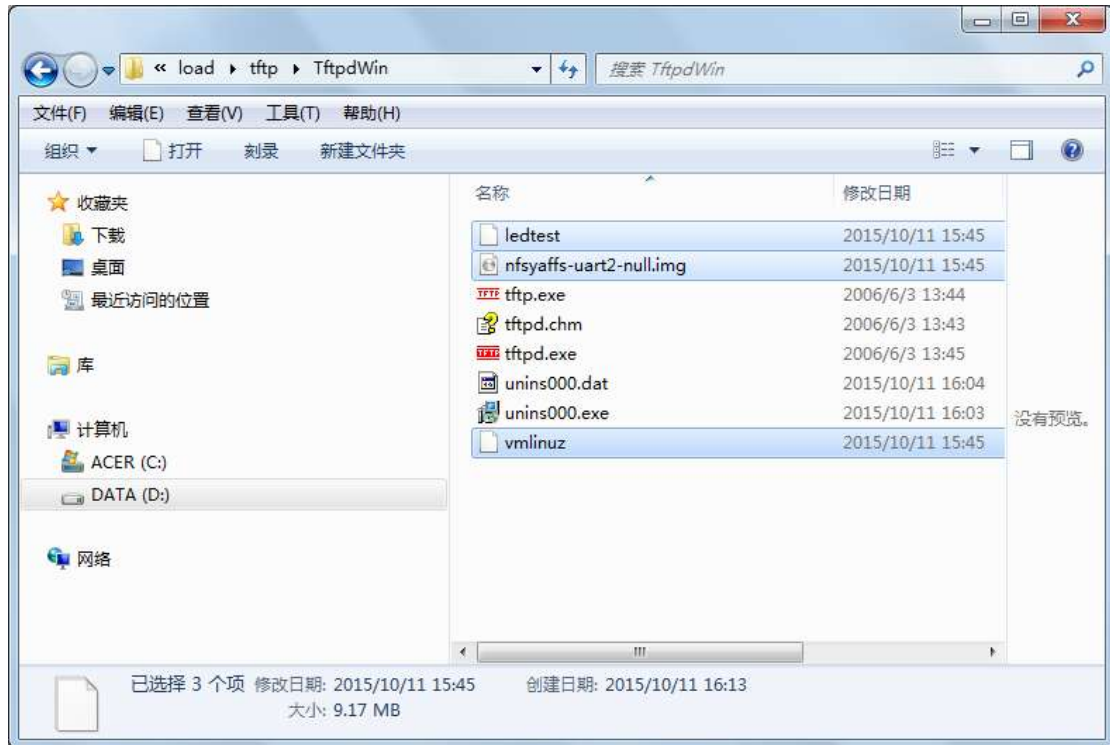 « load ▸ tftp ▸ TftpdWin
搜索 TftpdWin
文件(F) 编辑(E) 查看(V) 工具(T) 帮助(H)
组织 打开 刻录 新建文件夹
收藏夹
下载
桌面
最近访问的位置
库
计算机
ACER (C:)
DATA (D:)
网络
名称 修改日期
ledtest 2015/10/11 15:45
nfsyaffs-uart2-null.img 2015/10/11 15:45
TFTP tftp.exe 2006/6/3 13:44
tftpd.chm 2006/6/3 13:43
TFTP tftpd.exe 2006/6/3 13:45
unins000.dat 2015/10/11 16:04
unins000.exe 2015/10/11 16:03
vmlinuz 2015/10/11 15:45
没有预览。
已选择 3 个项 修改日期: 2015/10/11 15:45 创建日期: 2015/10/11 16:13
大小: 9.17 MB